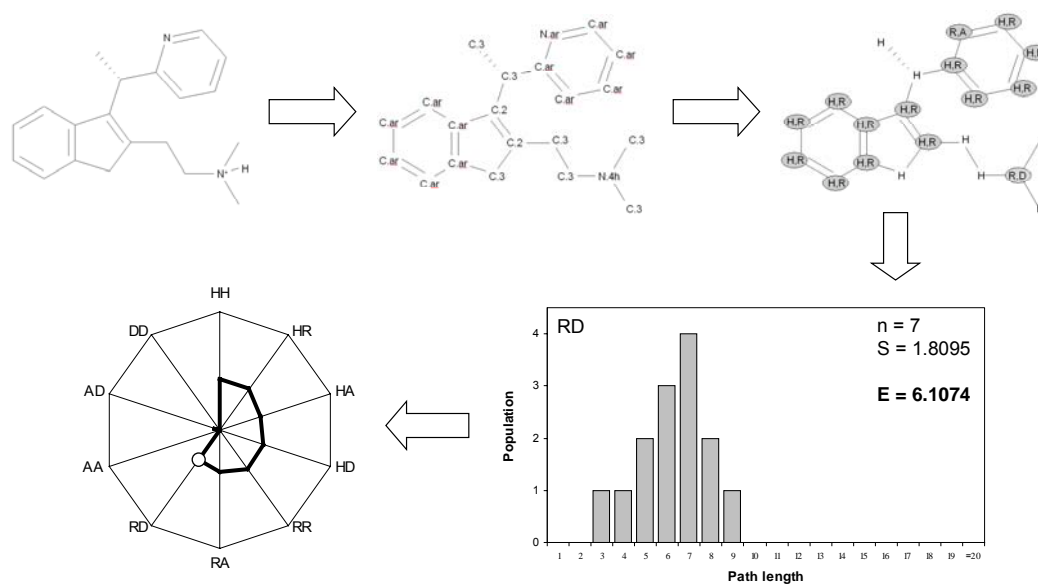 N
N⁺
H
N.ar
C.ar
C.3
C.ar
C.ar
C.3
C.ar
C.ar
C.ar
C.ar
C.2
C.ar
C.ar
C.2
C.3
C.3
C.ar
C.ar
C.ar
C.3
C.3
N.4h
C.3
H,R
R,A
H
H,R
H
H,R
H,R
H,R
H,R
H,R
H,R
H,R
H
H,R
H,R
H
H
R,D
H,R
HH
DD
HR
AD
HA
AA
HD
RD
RR
RA
RD
n = 7
S = 1.8095
E = 6.1074
Population
4
3
2
1
0
1 2 3 4 5 6 7 8 9 10 11 12 13 14 15 16 17 18 19 =20
Path length